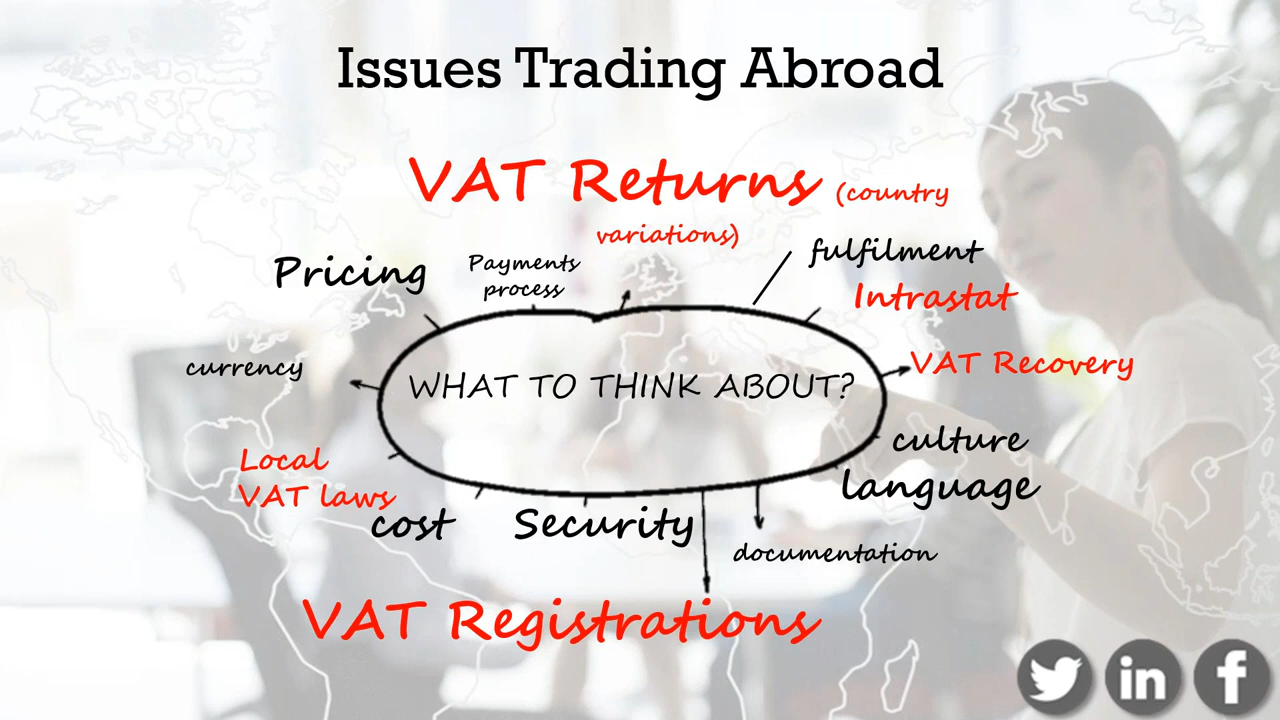 Issues Trading Abroad
VAT Returns (country
variations)
fulfilment
Pricing
Payments
process
Intrastat
currency
VAT Recovery
WHAT TO THINK ABOUT?
culture
Local
VAT laws
language
cost
Security
documentation
VAT Registrations
in
f